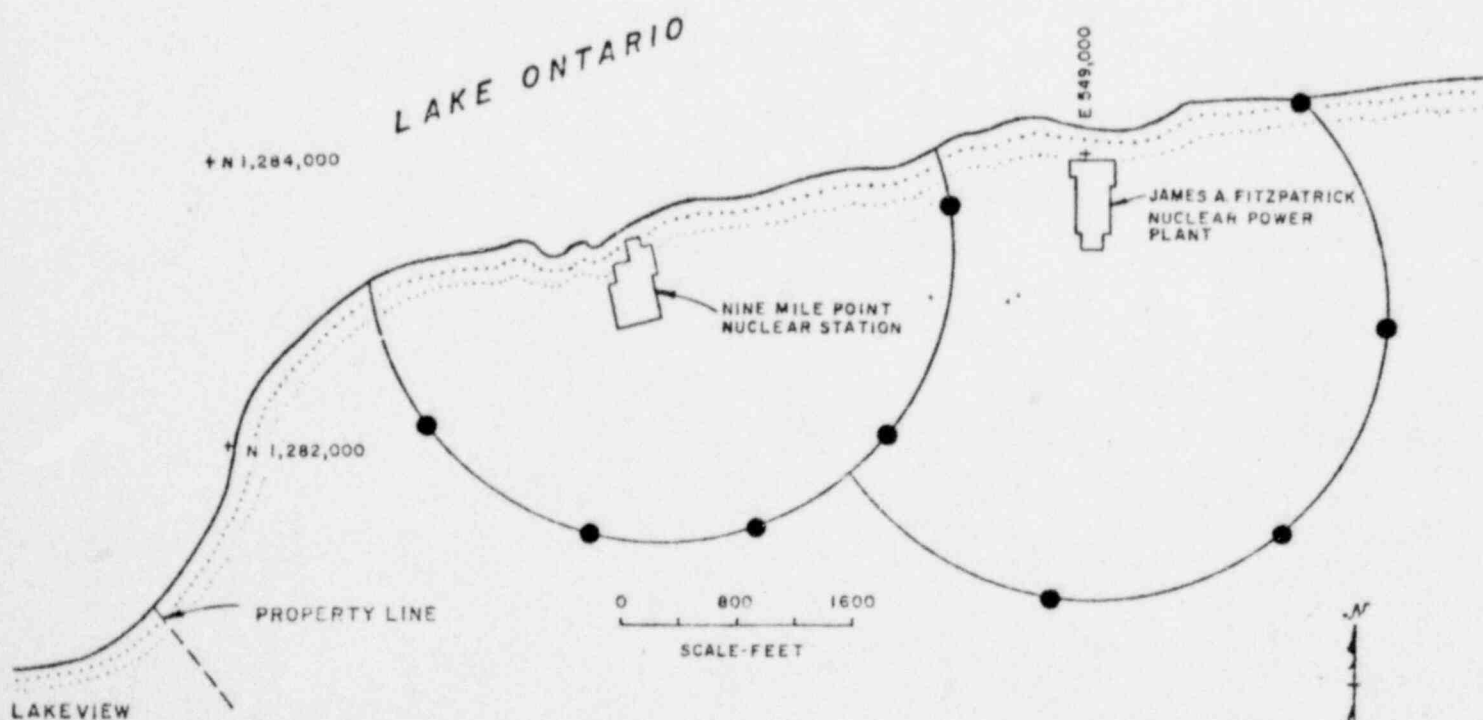 LAKE ONTARIO
E 549,000
N 1,284,000
JAMES A. FITZPATRICK
NUCLEAR POWER
PLANT
NINE MILE POINT
NUCLEAR STATION
N 1,282,000
0 800 1600
SCALE-FEET
PROPERTY LINE
N
LAKEVIEW